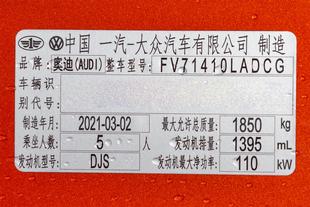 中国 一汽-大众汽车有限公司 制造
品牌: 奥迪(AUDI) 整车型号: FV71410LADCG
车辆识
别代号:
制造年月 2021-03-02 最大允许总质量 1850 kg
乘坐人数 5 人 发动机排量 1395 mL
发动机型号 DJS 发动机最大净功率: 110 kW